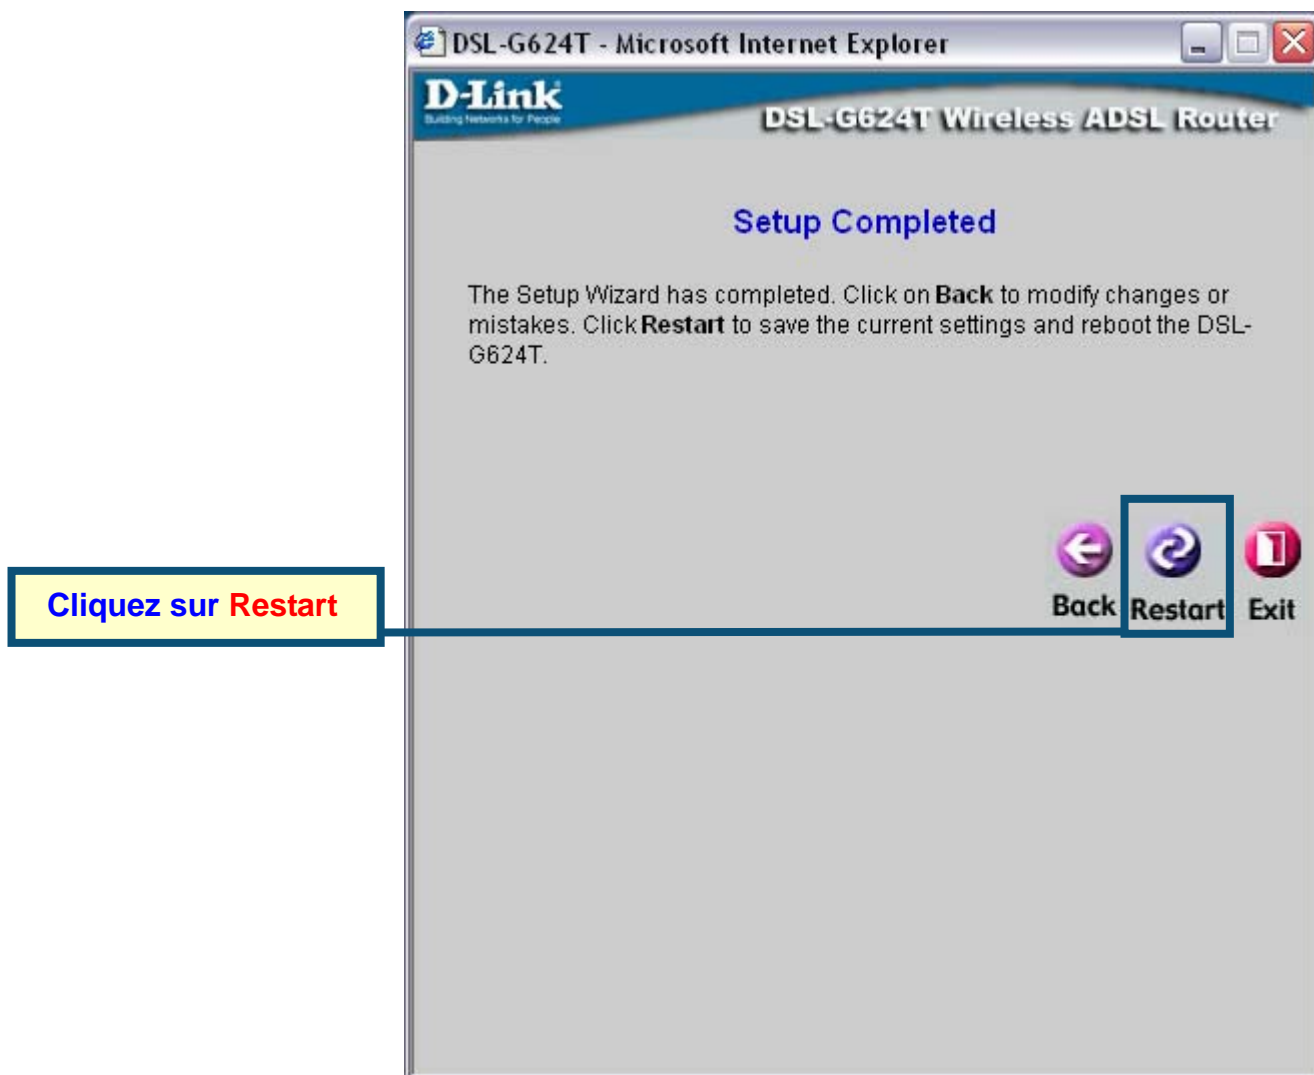 DSL-G624T - Microsoft Internet Explorer
D-Link
Building Networks for People
DSL-G624T Wireless ADSL Router
Setup Completed
The Setup Wizard has completed. Click on Back to modify changes or
mistakes. Click Restart to save the current settings and reboot the DSL-
G624T.
Cliquez sur Restart
Back Restart Exit